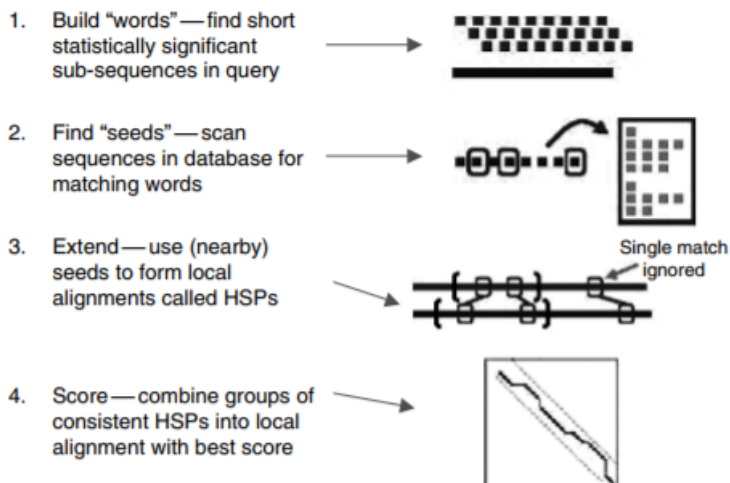 1. Build “words”—find short
statistically significant
sub-sequences in query
2. Find “seeds”—scan
sequences in database for
matching words
3. Extend—use (nearby)
seeds to form local
alignments called HSPs
Single match
ignored
4. Score—combine groups of
consistent HSPs into local
alignment with best score